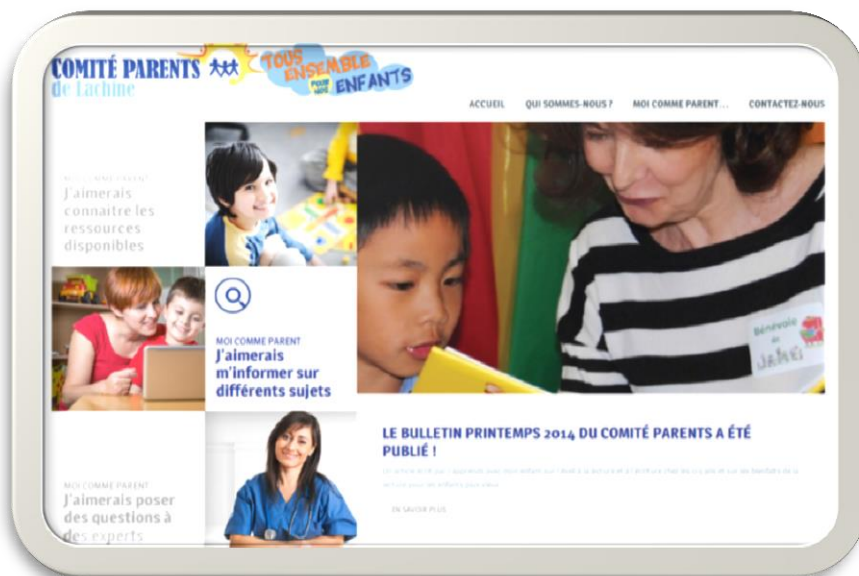 COMITÉ PARENTS
de Lachine
TOUS
ENSEMBLE
POUR
NOS
ENFANTS
ACCUEIL QUI SOMMES-NOUS ? MOI COMME PARENT... CONTACTEZ-NOUS
MOI COMME PARENT
J'aimerais
connaitre les
ressources
disponibles
MOI COMME PARENT
J'aimerais
m'informer sur
différents sujets
MOI COMME PARENT
J'aimerais poser
des questions à
des experts
Bénévole
de
LE BULLETIN PRINTEMPS 2014 DU COMITÉ PARENTS A ÉTÉ
PUBLIÉ !
EN SAVOIR PLUS